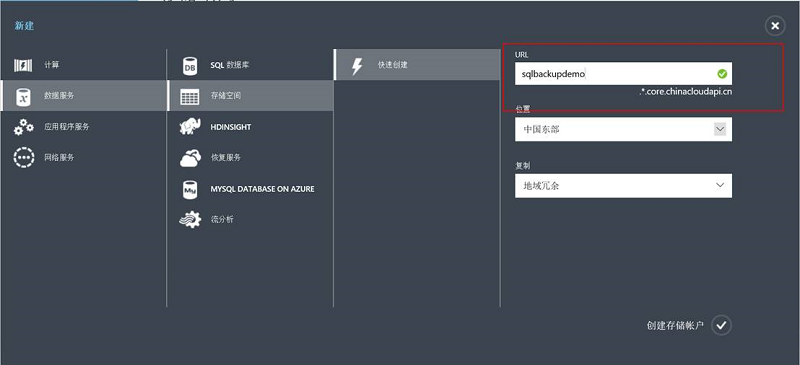 新建
计算
数据服务
应用程序服务
网络服务
SQL 数据库
存储空间
HDINSIGHT
恢复服务
MYSQL DATABASE ON AZURE
流分析
快速创建
URL
sqlbackupdemo
.*.core.chinacloudapi.cn
位置
中国东部
复制
地域冗余
创建存储帐户